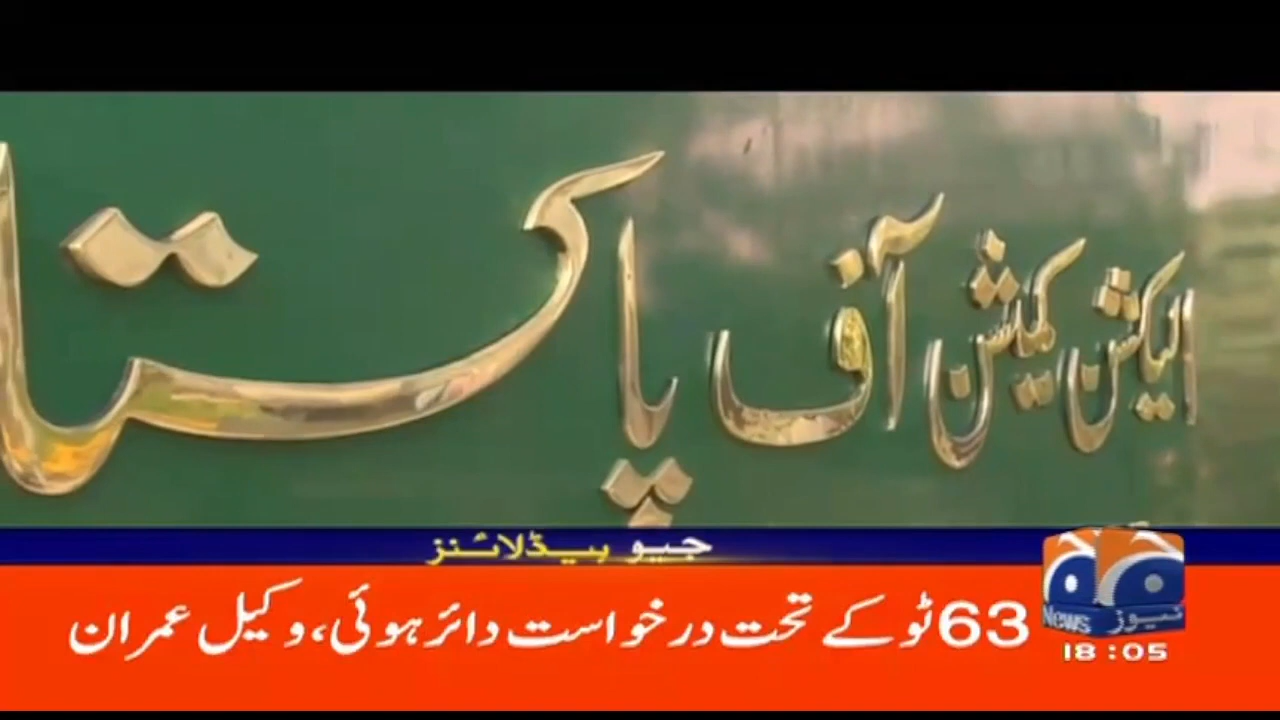 الیکشن کمیشن آف پاکستا
جیو ہیڈلائنز
63 ٹو کے تحت درخواست دائر ہوئی، وکیل عمران
News نیوز
18:05